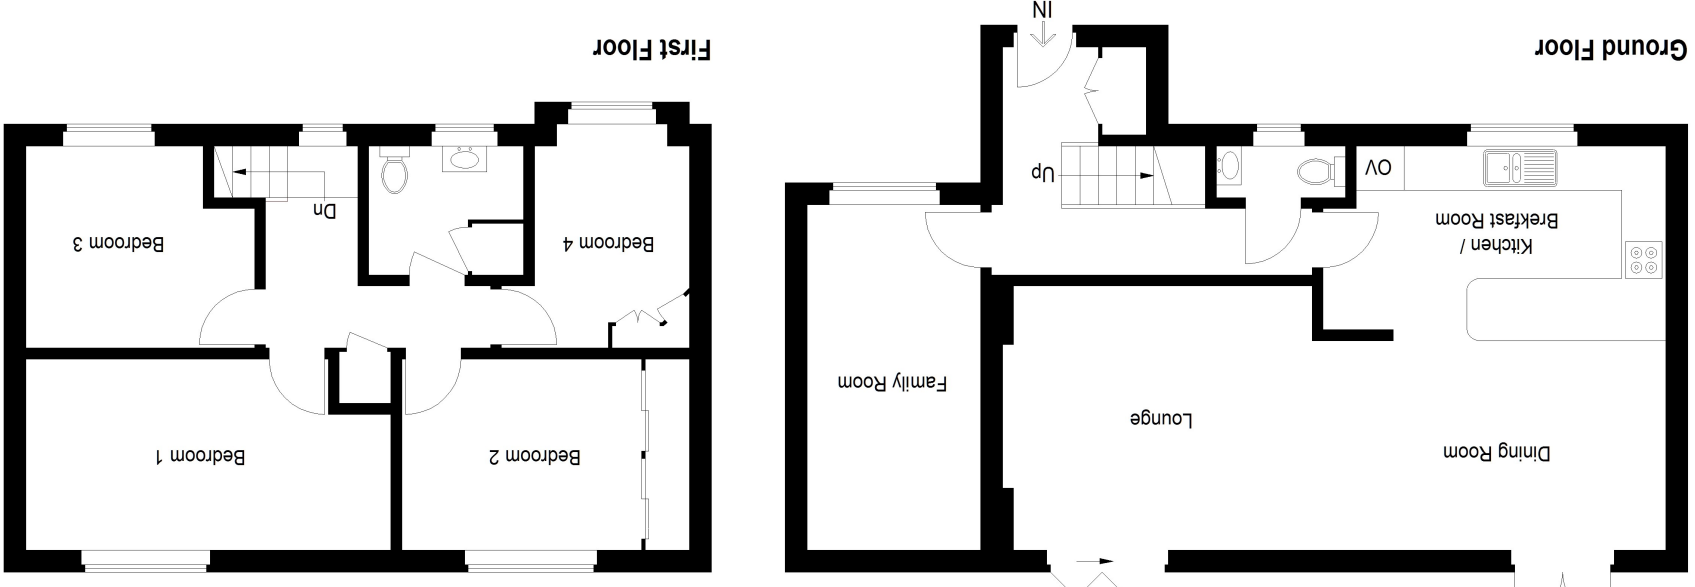 Dining Room
Lounge
Family Room
Kitchen /
Brekfast Room
Up
OV
IN
Ground Floor
Bedroom 2
Bedroom 1
Bedroom 4
Bedroom 3
Dn
First Floor